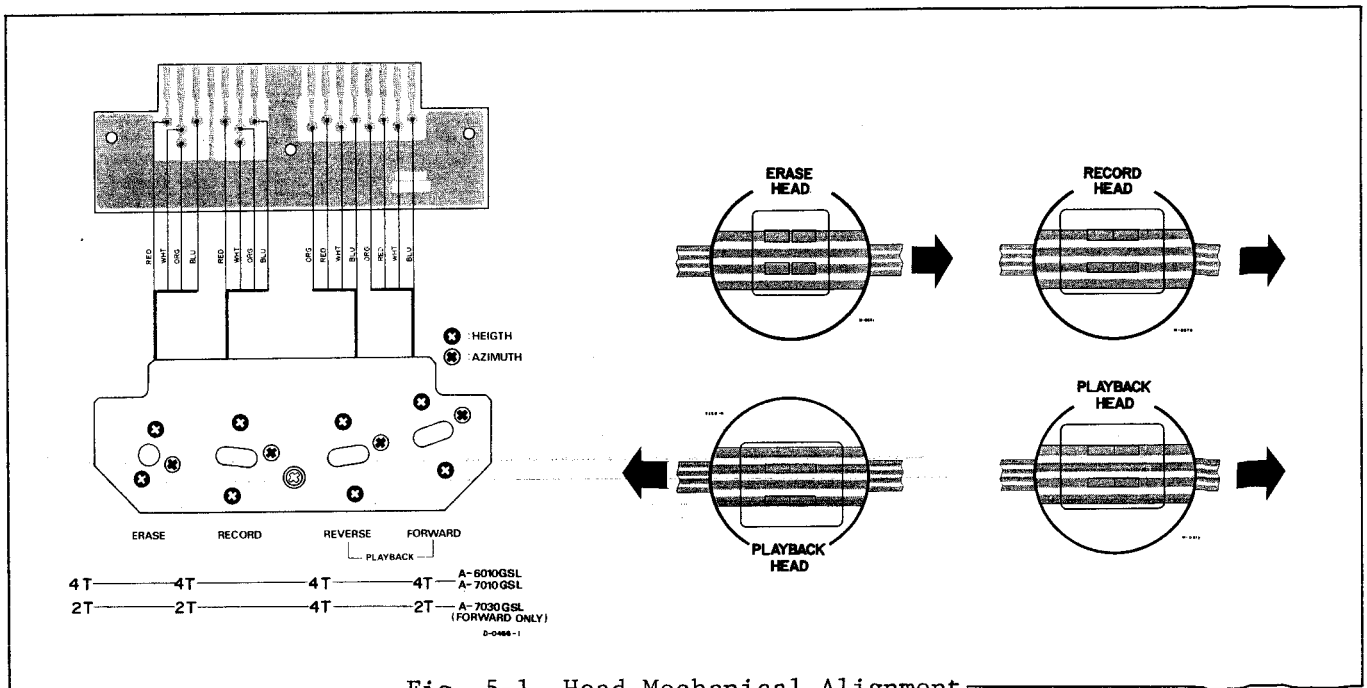 RED WHT ORG BLU RED WHT ORG BLU ORG RED WHT BLU ORG RED WHT BLU
:HEIGTH
:AZIMUTH
ERASE RECORD REVERSE FORWARD
PLAYBACK
4T 4T 4T 4T A-6010GSL
A-7010GSL
2T 2T 4T 2T A-7030GSL
(FORWARD ONLY)
D-0466-1
ERASE
HEAD
RECORD
HEAD
PLAYBACK
HEAD
PLAYBACK
HEAD
Fig. 5-1 Head Mechanical Alignment